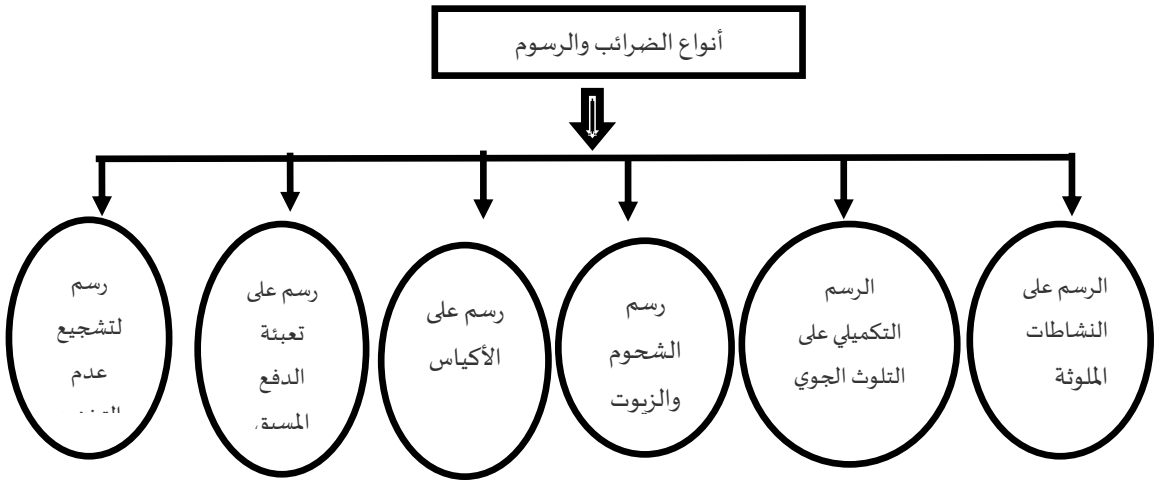 أنواع الضرائب والرسوم
الرسم على
النشاطات
الملوثة
الرسم
التكميلي على
التلوث الجوي
رسم
الشحوم
والزيوت
رسم على
الأكياس
رسم على
تعبئة
الدفع
المسبق
رسم
لتشجيع
عدم